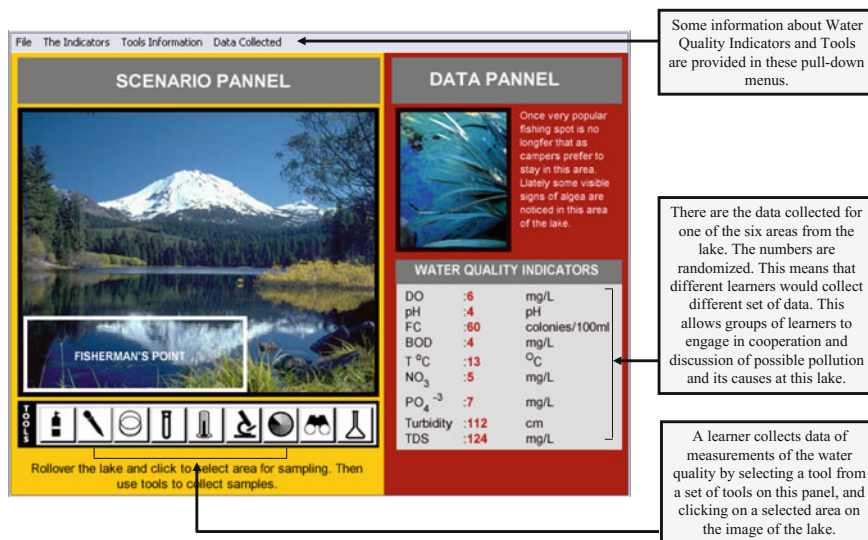 File The Indicators Tools Information Data Collected
SCENARIO PANNEL
FISHERMAN'S POINT
TOOLS
Rollover the lake and click to select area for sampling. Then
use tools to collect samples.
DATA PANNEL
Once very popular
fishing spot is no
longfer that as
campers prefer to
stay in this area.
Liately some visible
signs of algea are
noticed in this area
of the lake.
WATER QUALITY INDICATORS
DO :6 mg/L
pH :4 pH
FC :60 colonies/100ml
BOD :4 mg/L
T ºC :13 ºC
NO3 :5 mg/L
PO4 -3 :7 mg/L
Turbidity :112 cm
TDS :124 mg/L
Some information about Water
Quality Indicators and Tools
are provided in these pull-down
menus.
There are the data collected for
one of the six areas from the
lake. The numbers are
randomized. This means that
different learners would collect
different set of data. This
allows groups of learners to
engage in cooperation and
discussion of possible pollution
and its causes at this lake.
A learner collects data of
measurements of the water
quality by selecting a tool from
a set of tools on this panel, and
clicking on a selected area on
the image of the lake.